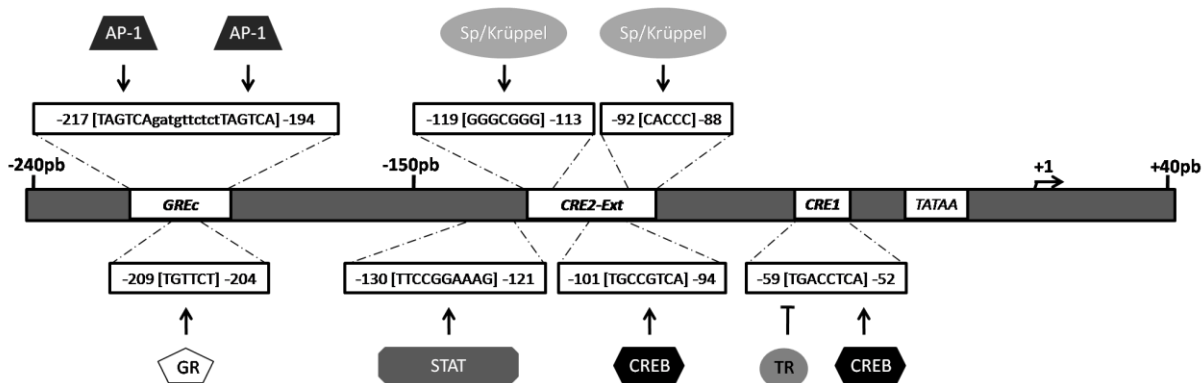 AP-1 AP-1 Sp/Krüppel Sp/Krüppel
-217 [TAGTCAgatgttctctTAGTCA] -194 -119 [GGGCGGG] -113 -92 [CACCC] -88
-240pb -150pb +1 +40pb
GREc CRE2-Ext CRE1 TATAA
-209 [TGTTCT] -204 -130 [TTCCGGAAAG] -121 -101 [TGCCGTCA] -94 -59 [TGACCTCA] -52
GR STAT CREB TR CREB